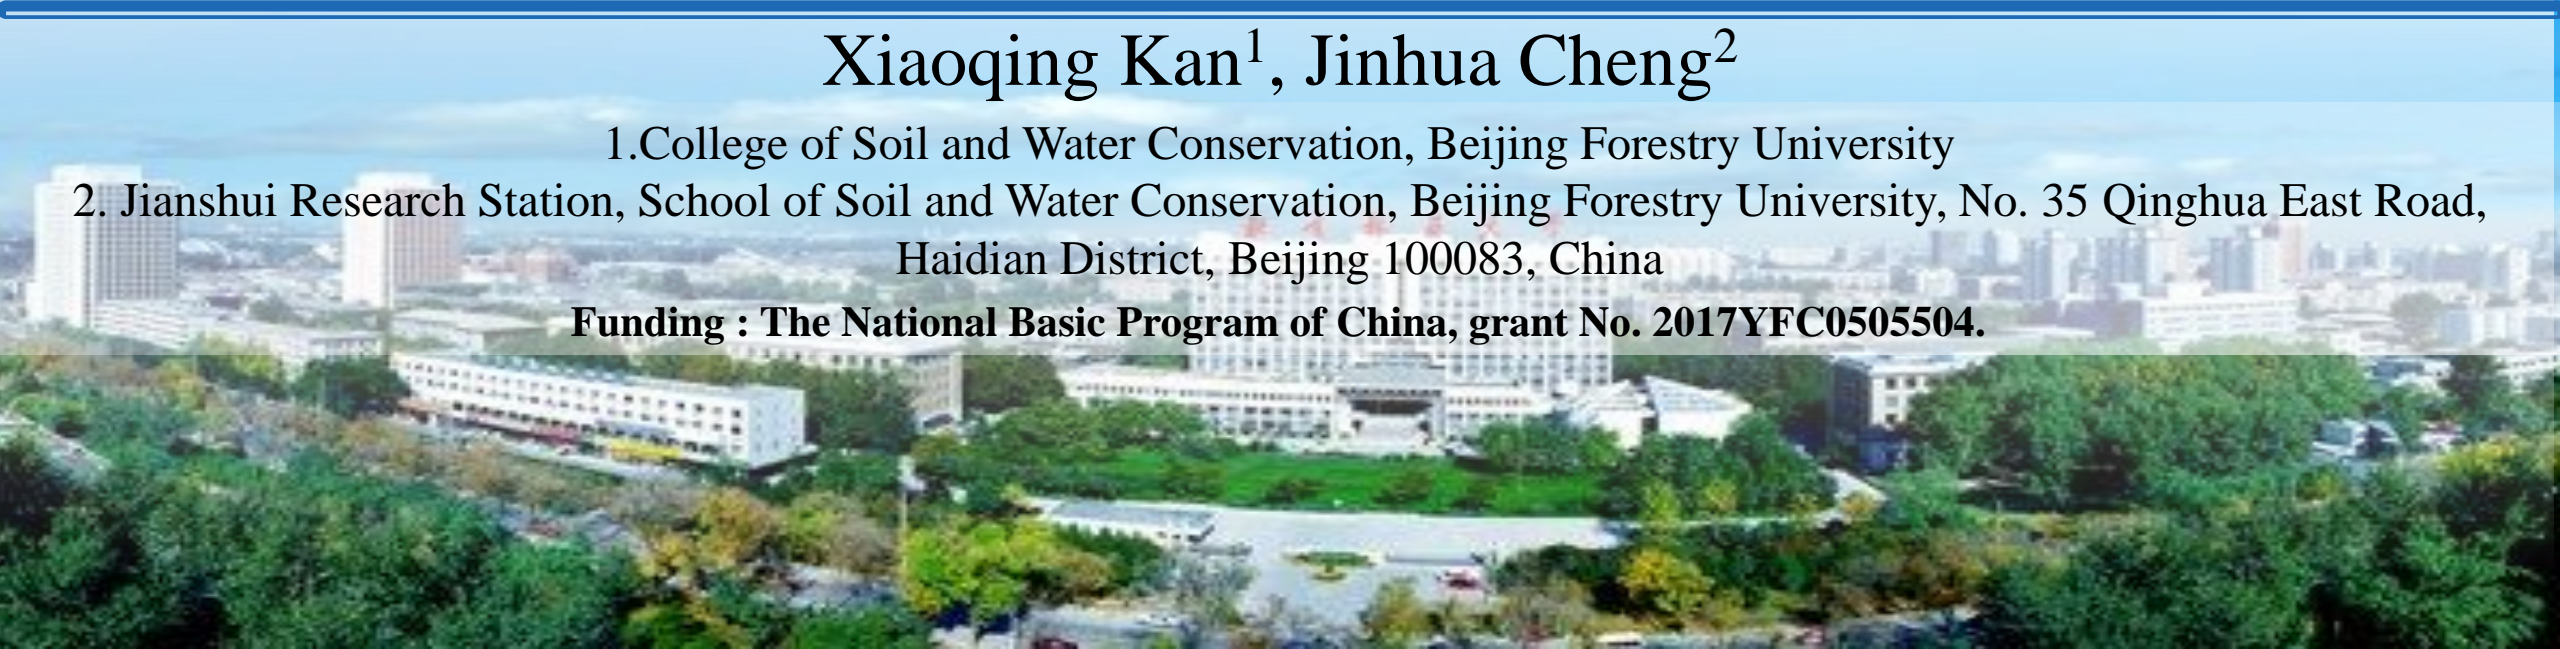 Xiaoqing Kan¹, Jinhua Cheng²
1.College of Soil and Water Conservation, Beijing Forestry University
2. Jianshui Research Station, School of Soil and Water Conservation, Beijing Forestry University, No. 35 Qinghua East Road,
Haidian District, Beijing 100083, China
Funding : The National Basic Program of China, grant No. 2017YFC0505504.